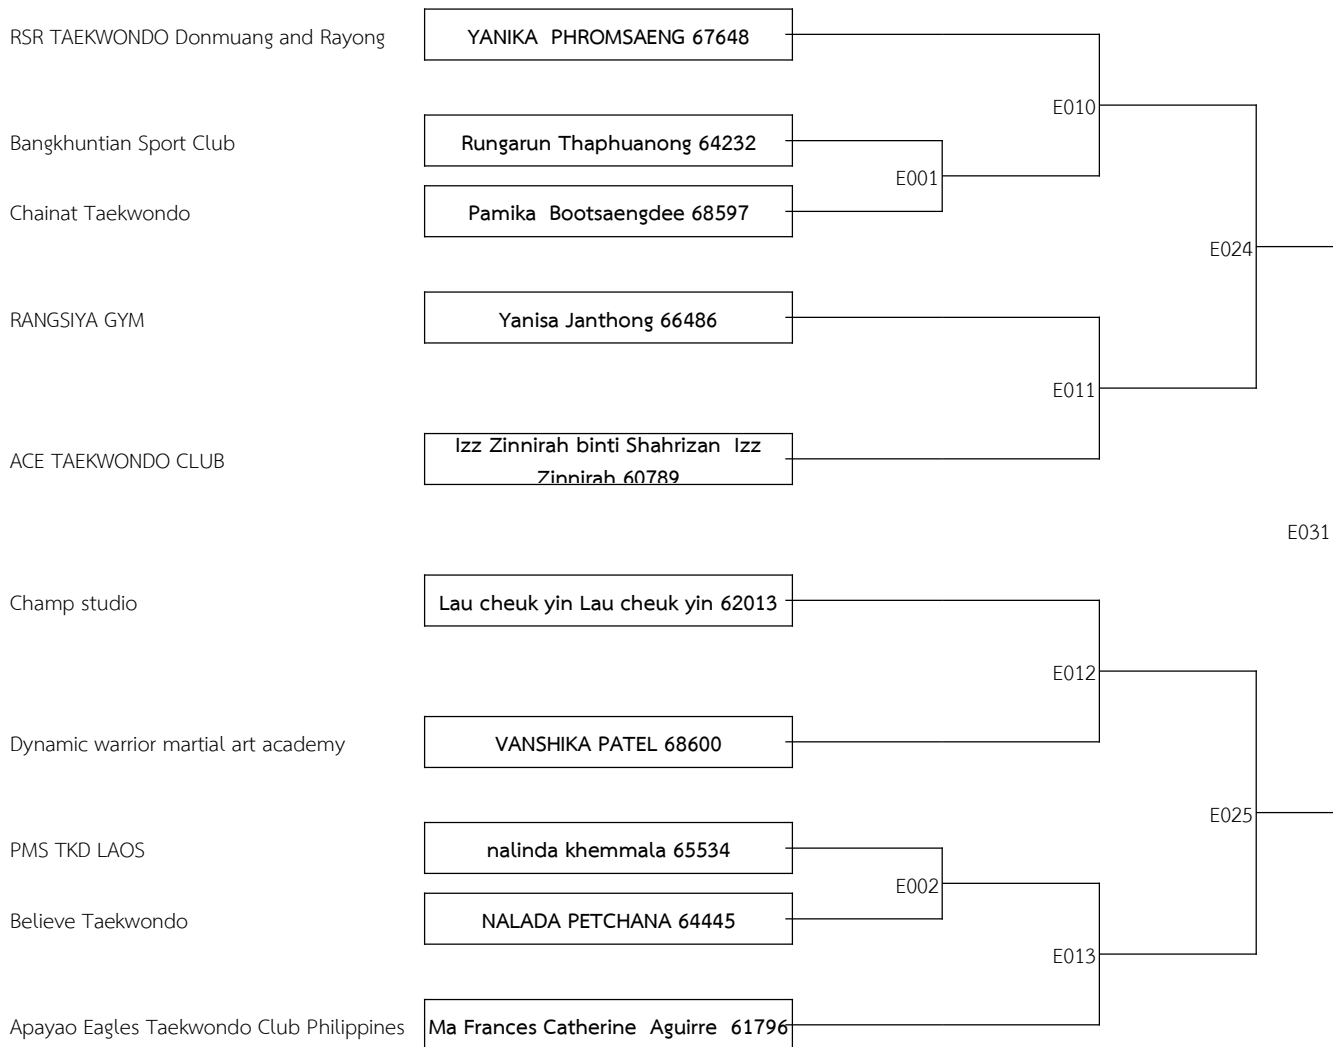 RSR TAEKWONDO Donmuang and Rayong
YANIKA  PHROMSAENG 67648
E010
Bangkhuntian Sport Club
Rungarun Thaphuanong 64232
E001
Chainat Taekwondo
Pamika  Bootsaengdee 68597
E024
RANGSIYA GYM
Yanisa Janthong 66486
E011
ACE TAEKWONDO CLUB
Izz Zinnirah binti Shahrizan  Izz
Zinnirah 60789
E031
Champ studio
Lau cheuk yin Lau cheuk yin 62013
E012
Dynamic warrior martial art academy
VANSHIKA PATEL 68600
E025
PMS TKD LAOS
nalinda khemmala 65534
E002
Believe Taekwondo
NALADA PETCHANA 64445
E013
Apayao Eagles Taekwondo Club Philippines
Ma Frances Catherine  Aguirre  61796